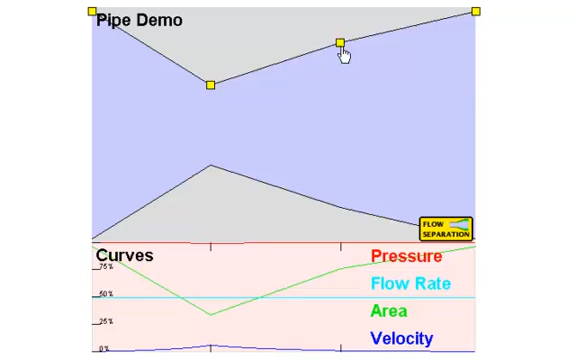 Pipe Demo
FLOW
SEPARATION
Curves
Pressure
75%
Flow Rate
50%
Area
25%
Velocity
0%